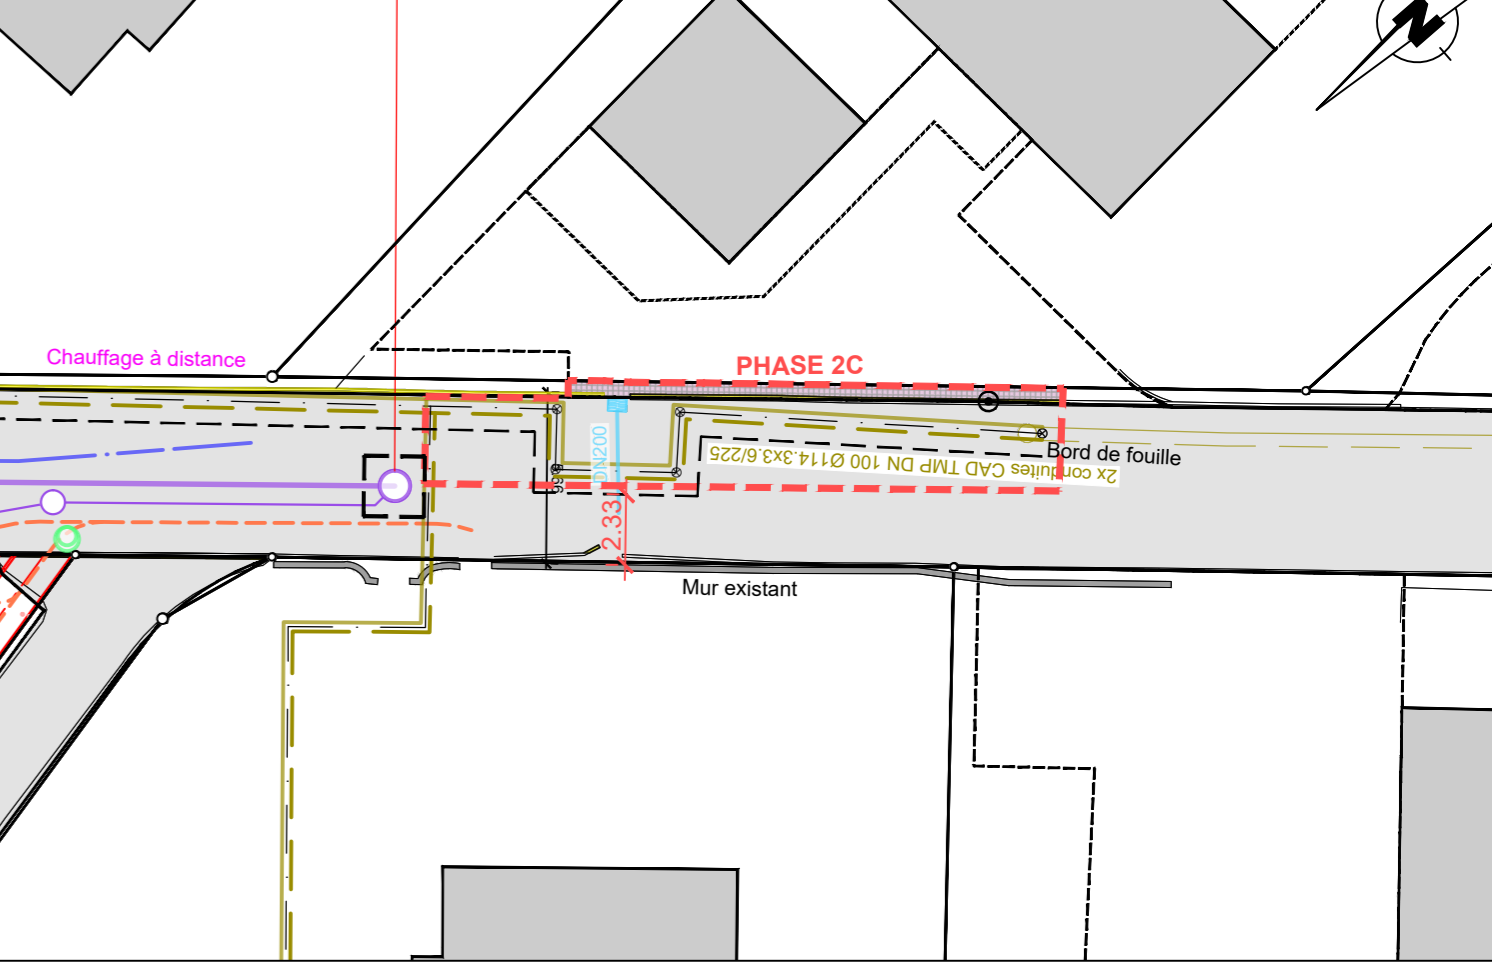 N
Chauffage à distance
PHASE 2C
DN200
2x conduites CAD TMP DN 100 Ø114.3x3.6/225
Bord de fouille
2.33
Mur existant